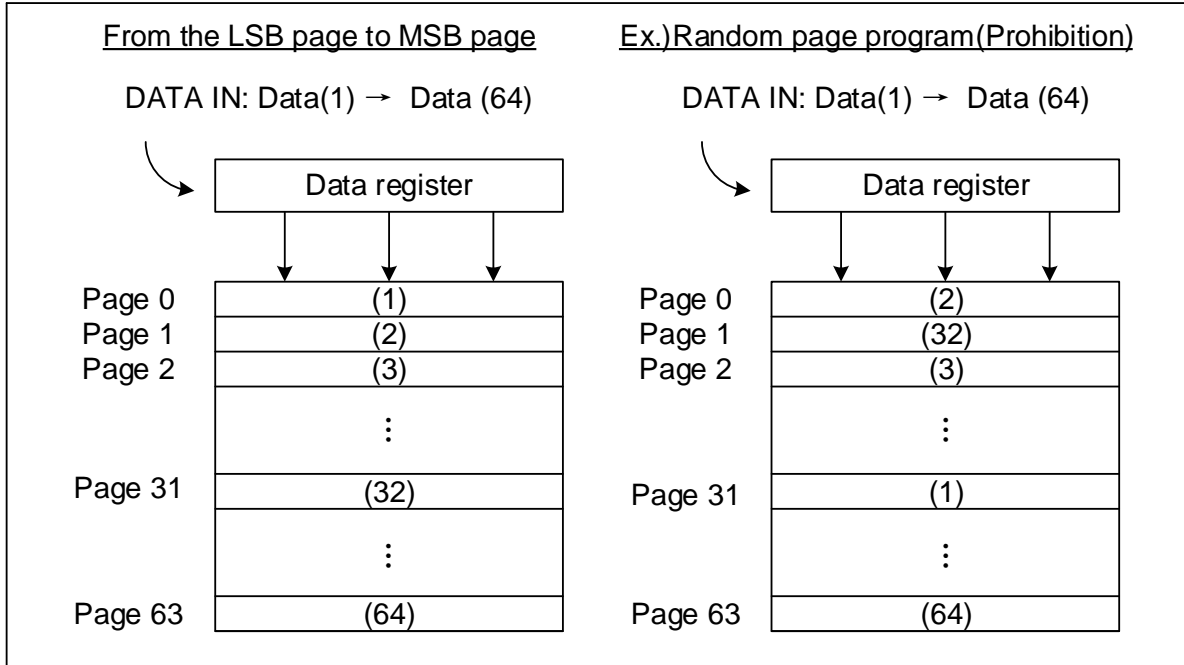 From the LSB page to MSB page
DATA IN: Data(1) → Data (64)
Data register
Page 0 (1)
Page 1 (2)
Page 2 (3)
⋮
Page 31 (32)
⋮
Page 63 (64)
Ex.)Random page program(Prohibition)
DATA IN: Data(1) → Data (64)
Data register
Page 0 (2)
Page 1 (32)
Page 2 (3)
⋮
Page 31 (1)
⋮
Page 63 (64)